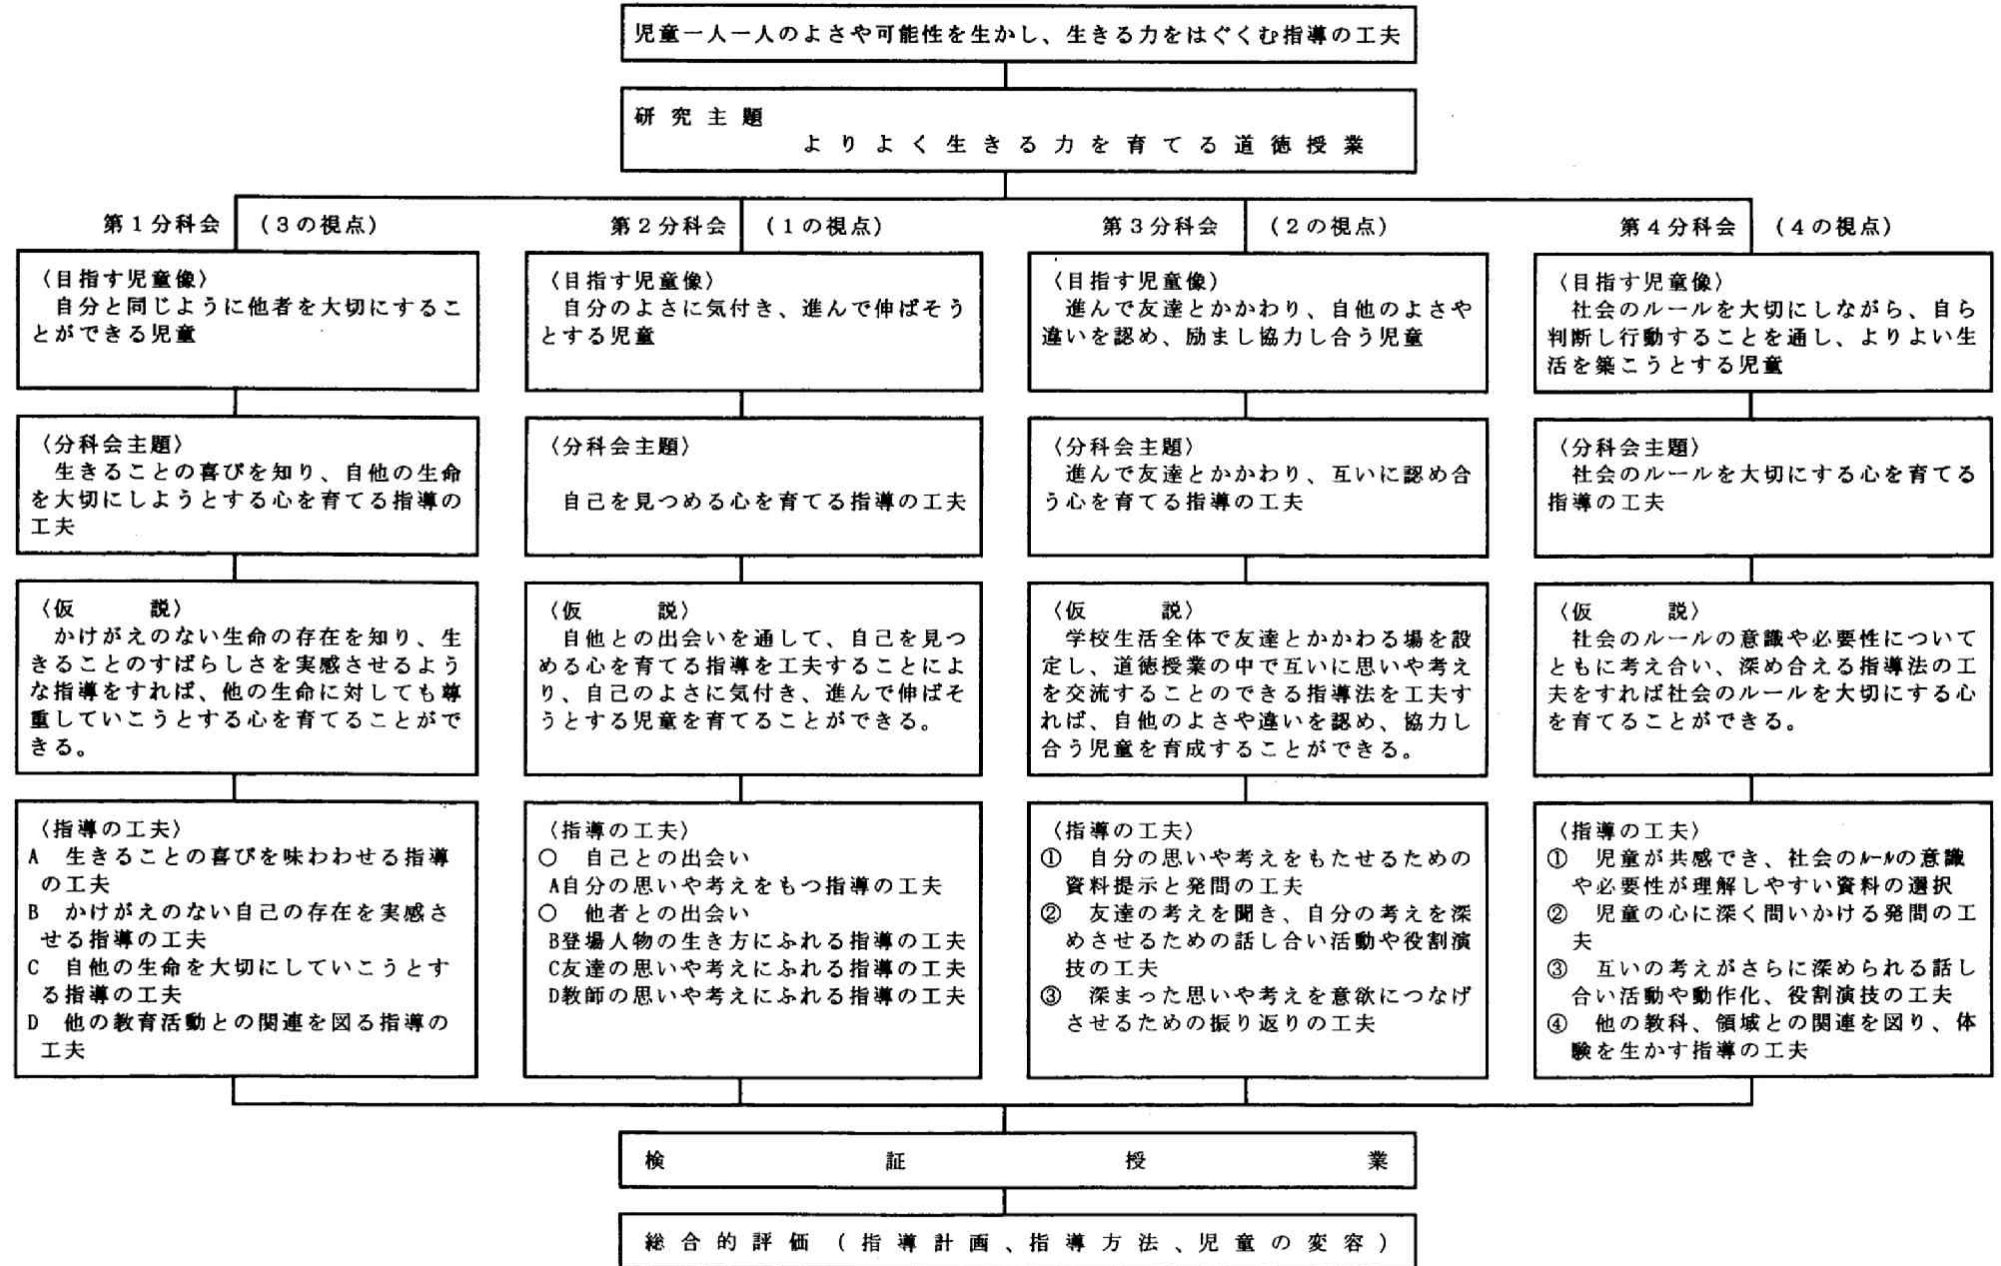 児童一人一人のよさや可能性を生かし、生きる力をはぐくむ指導の工夫
研究主題
よりよく生きる力を育てる道徳授業
第1分科会 (3の視点)
〈目指す児童像〉
自分と同じように他者を大切にするこ
とができる児童
〈分科会主題〉
生きることの喜びを知り、自他の生命
を大切にしようとする心を育てる指導の
工夫
〈仮 説〉
かけがえのない生命の存在を知り、生
きることのすばらしさを実感させるよう
な指導をすれば、他の生命に対しても尊
重していこうとする心を育てることがで
きる。
〈指導の工夫〉
A 生きることの喜びを味わわせる指導
の工夫
B かけがえのない自己の存在を実感さ
せる指導の工夫
C 自他の生命を大切にしていこうとす
る指導の工夫
D 他の教育活動との関連を図る指導の
工夫
第2分科会 (1の視点)
〈目指す児童像〉
自分のよさに気付き、進んで伸ばそう
とする児童
〈分科会主題〉
自己を見つめる心を育てる指導の工夫
〈仮 説〉
自他との出会いを通して、自己を見つ
める心を育てる指導を工夫することによ
り、自己のよさに気付き、進んで伸ばそ
うとする児童を育てることができる。
〈指導の工夫〉
○ 自己との出会い
A自分の思いや考えをもつ指導の工夫
○ 他者との出会い
B登場人物の生き方にふれる指導の工夫
C友達の思いや考えにふれる指導の工夫
D教師の思いや考えにふれる指導の工夫
第3分科会 (2の視点)
〈目指す児童像〉
進んで友達とかかわり、自他のよさや
違いを認め、励まし協力し合う児童
〈分科会主題〉
進んで友達とかかわり、互いに認め合
う心を育てる指導の工夫
〈仮 説〉
学校生活全体で友達とかかわる場を設
定し、道徳授業の中で互いに思いや考え
を交流することのできる指導法を工夫す
れば、自他のよさや違いを認め、協力し
合う児童を育成することができる。
〈指導の工夫〉
① 自分の思いや考えをもたせるための
資料提示と発問の工夫
② 友達の考えを聞き、自分の考えを深
めさせるための話し合い活動や役割演
技の工夫
③ 深まった思いや考えを意欲につなげ
させるための振り返りの工夫
第4分科会 (4の視点)
〈目指す児童像〉
社会のルールを大切にしながら、自ら
判断し行動することを通し、よりよい生
活を築こうとする児童
〈分科会主題〉
社会のルールを大切にする心を育てる
指導の工夫
〈仮 説〉
社会のルールの意識や必要性について
ともに考え合い、深め合える指導法の工
夫をすれば社会のルールを大切にする心
を育てることができる。
〈指導の工夫〉
① 児童が共感でき、社会のルールの意識
や必要性が理解しやすい資料の選択
② 児童の心に深く問いかける発問の工
夫
③ 互いの考えがさらに深められる話し
合い活動や動作化、役割演技の工夫
④ 他の教科、領域との関連を図り、体
験を生かす指導の工夫
検証授業
総合的評価(指導計画、指導方法、児童の変容)